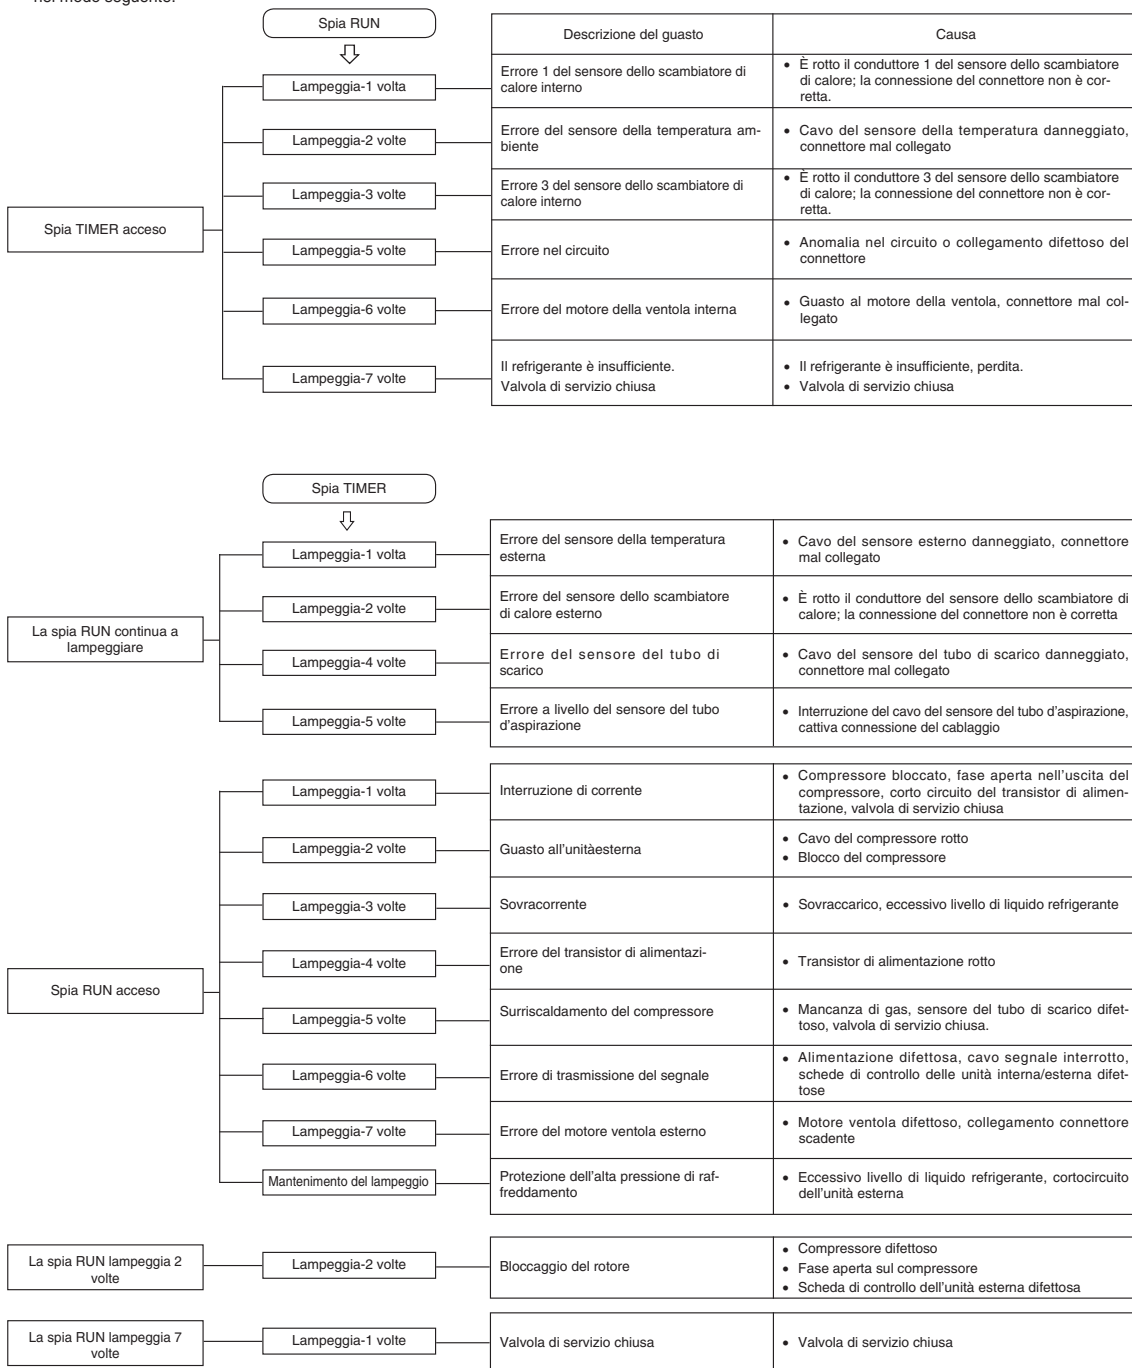 nel modo seguente.
Spia RUN
Descrizione del guasto
Causa
Spia TIMER acceso
Lampeggia-1 volta
Errore 1 del sensore dello scambiatore di
calore interno
• È rotto il conduttore 1 del sensore dello scambiatore
di calore; la connessione del connettore non è cor-
retta.
Lampeggia-2 volte
Errore del sensore della temperatura am-
biente
• Cavo del sensore della temperatura danneggiato,
connettore mal collegato
Lampeggia-3 volte
Errore 3 del sensore dello scambiatore di
calore interno
• È rotto il conduttore 3 del sensore dello scambiatore
di calore; la connessione del connettore non è cor-
retta.
Lampeggia-5 volte
Errore nel circuito
• Anomalia nel circuito o collegamento difettoso del
connettore
Lampeggia-6 volte
Errore del motore della ventola interna
• Guasto al motore della ventola, connettore mal col-
legato
Lampeggia-7 volte
Il refrigerante è insufficiente.
Valvola di servizio chiusa
• Il refrigerante è insufficiente, perdita.
• Valvola di servizio chiusa
Spia TIMER
La spia RUN continua a
lampeggiare
Lampeggia-1 volta
Errore del sensore della temperatura
esterna
• Cavo del sensore esterno danneggiato, connettore
mal collegato
Lampeggia-2 volte
Errore del sensore dello scambiatore
di calore esterno
• È rotto il conduttore del sensore dello scambiatore di
calore; la connessione del connettore non è corretta
Lampeggia-4 volte
Errore del sensore del tubo di
scarico
• Cavo del sensore del tubo di scarico danneggiato,
connettore mal collegato
Lampeggia-5 volte
Errore a livello del sensore del tubo
d'aspirazione
• Interruzione del cavo del sensore del tubo d'aspirazione,
cattiva connessione del cablaggio
Spia RUN acceso
Lampeggia-1 volta
Interruzione di corrente
• Compressore bloccato, fase aperta nell'uscita del
compressore, corto circuito del transistor di alimen-
tazione, valvola di servizio chiusa
Lampeggia-2 volte
Guasto all'unitàesterna
• Cavo del compressore rotto
• Blocco del compressore
Lampeggia-3 volte
Sovracorrente
• Sovraccarico, eccessivo livello di liquido refrigerante
Lampeggia-4 volte
Errore del transistor di alimentazi-
one
• Transistor di alimentazione rotto
Lampeggia-5 volte
Surriscaldamento del compressore
• Mancanza di gas, sensore del tubo di scarico difet-
toso, valvola di servizio chiusa.
Lampeggia-6 volte
Errore di trasmissione del segnale
• Alimentazione difettosa, cavo segnale interrotto,
schede di controllo delle unità interna/esterna difet-
tose
Lampeggia-7 volte
Errore del motore ventola esterno
• Motore ventola difettoso, collegamento connettore
scadente
Mantenimento del lampeggio
Protezione dell'alta pressione di raf-
freddamento
• Eccessivo livello di liquido refrigerante, cortocircuito
dell'unità esterna
La spia RUN lampeggia 2
volte
Lampeggia-2 volte
Bloccaggio del rotore
• Compressore difettoso
• Fase aperta sul compressore
• Scheda di controllo dell'unità esterna difettosa
La spia RUN lampeggia 7
volte
Lampeggia-1 volte
Valvola di servizio chiusa
• Valvola di servizio chiusa